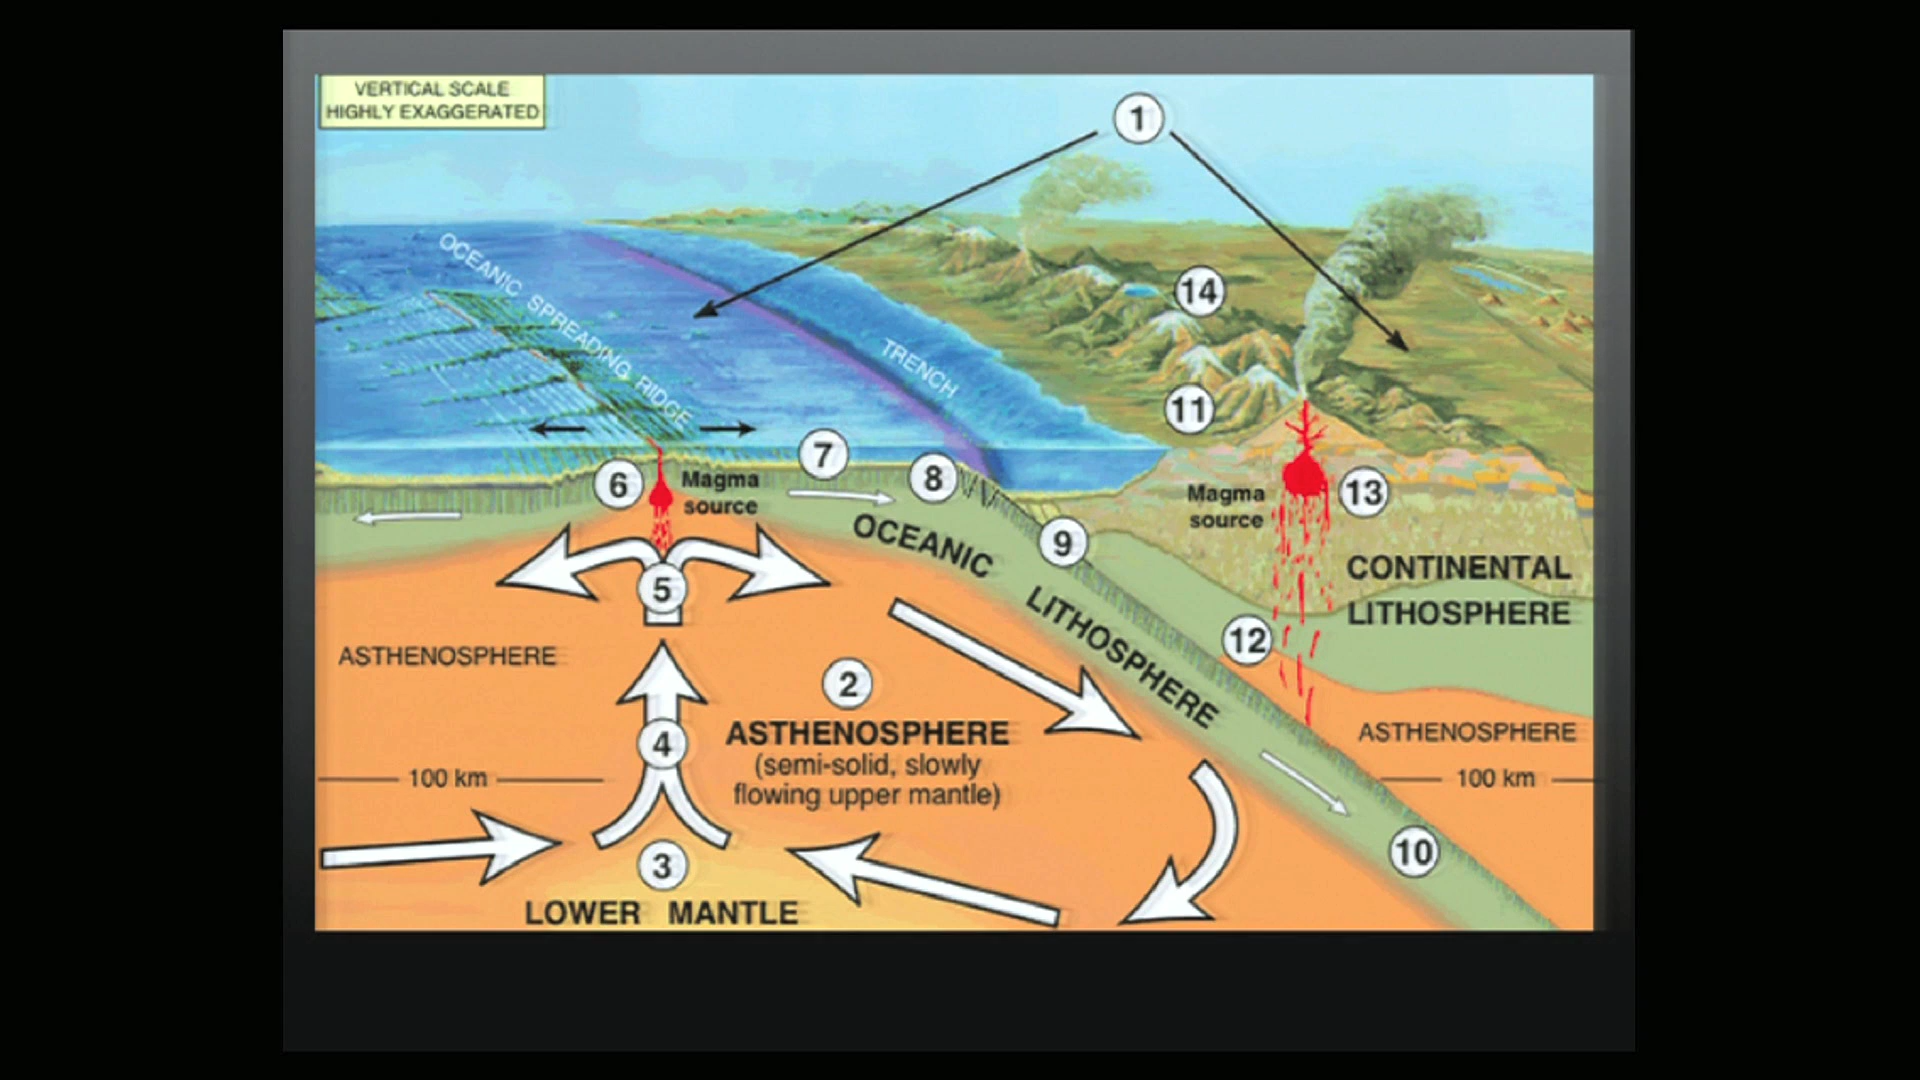 VERTICAL SCALE
HIGHLY EXAGGERATED
1
OCEANIC SPREADING RIDGE
TRENCH
14
11
7
8
6
Magma
source
Magma
source
13
9
OCEANIC LITHOSPHERE
CONTINENTAL
LITHOSPHERE
5
12
ASTHENOSPHERE
2
ASTHENOSPHERE
(semi-solid, slowly
flowing upper mantle)
ASTHENOSPHERE
4
100 km
100 km
10
3
LOWER MANTLE